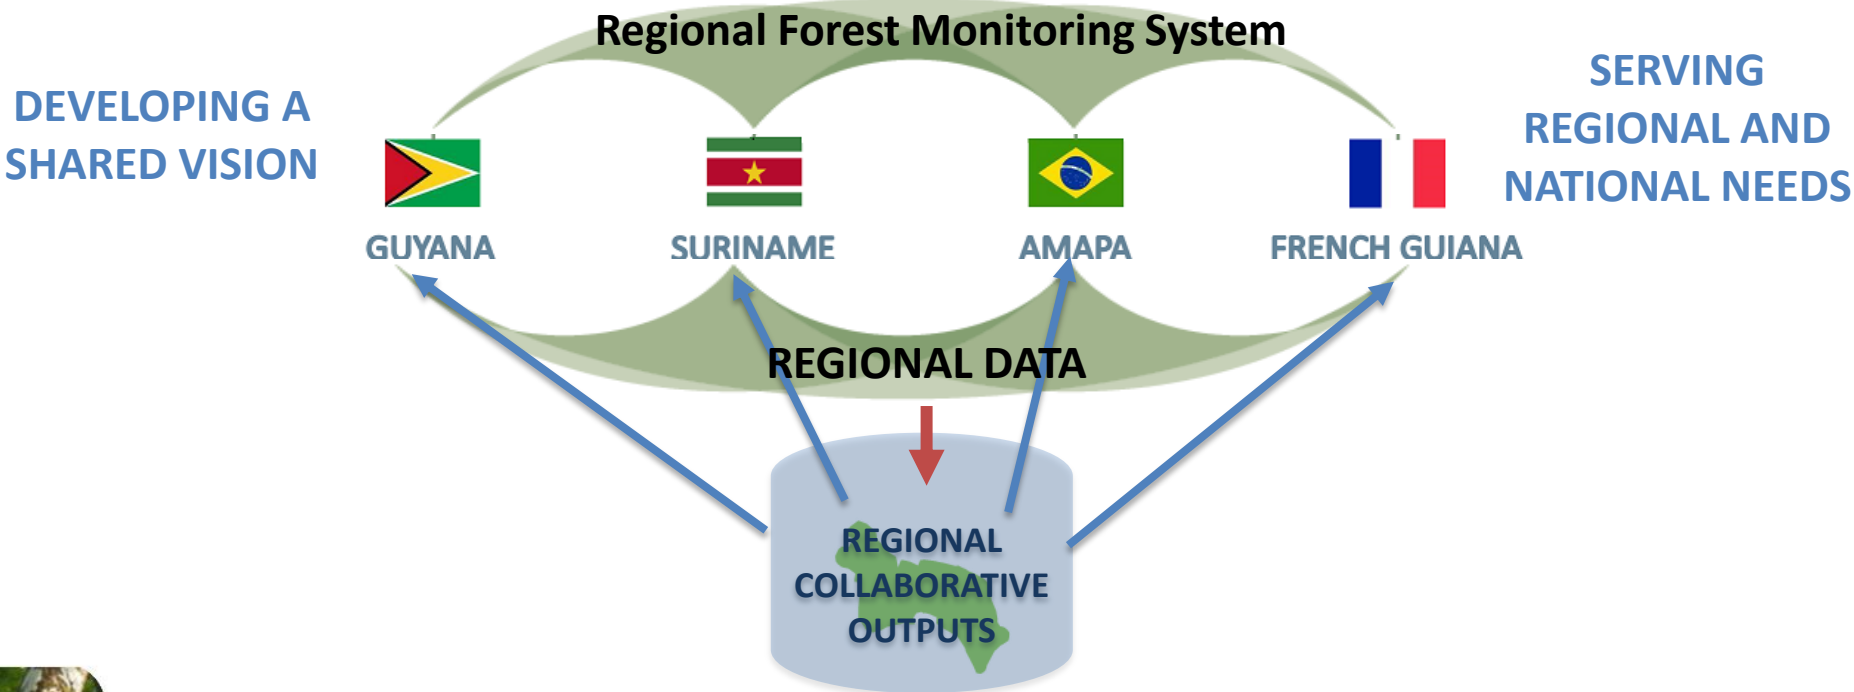 Regional Forest Monitoring System
DEVELOPING A
SHARED VISION
SERVING
REGIONAL AND
NATIONAL NEEDS
GUYANA
SURINAME
AMAPA
FRENCH GUIANA
REGIONAL DATA
REGIONAL
COLLABORATIVE
OUTPUTS